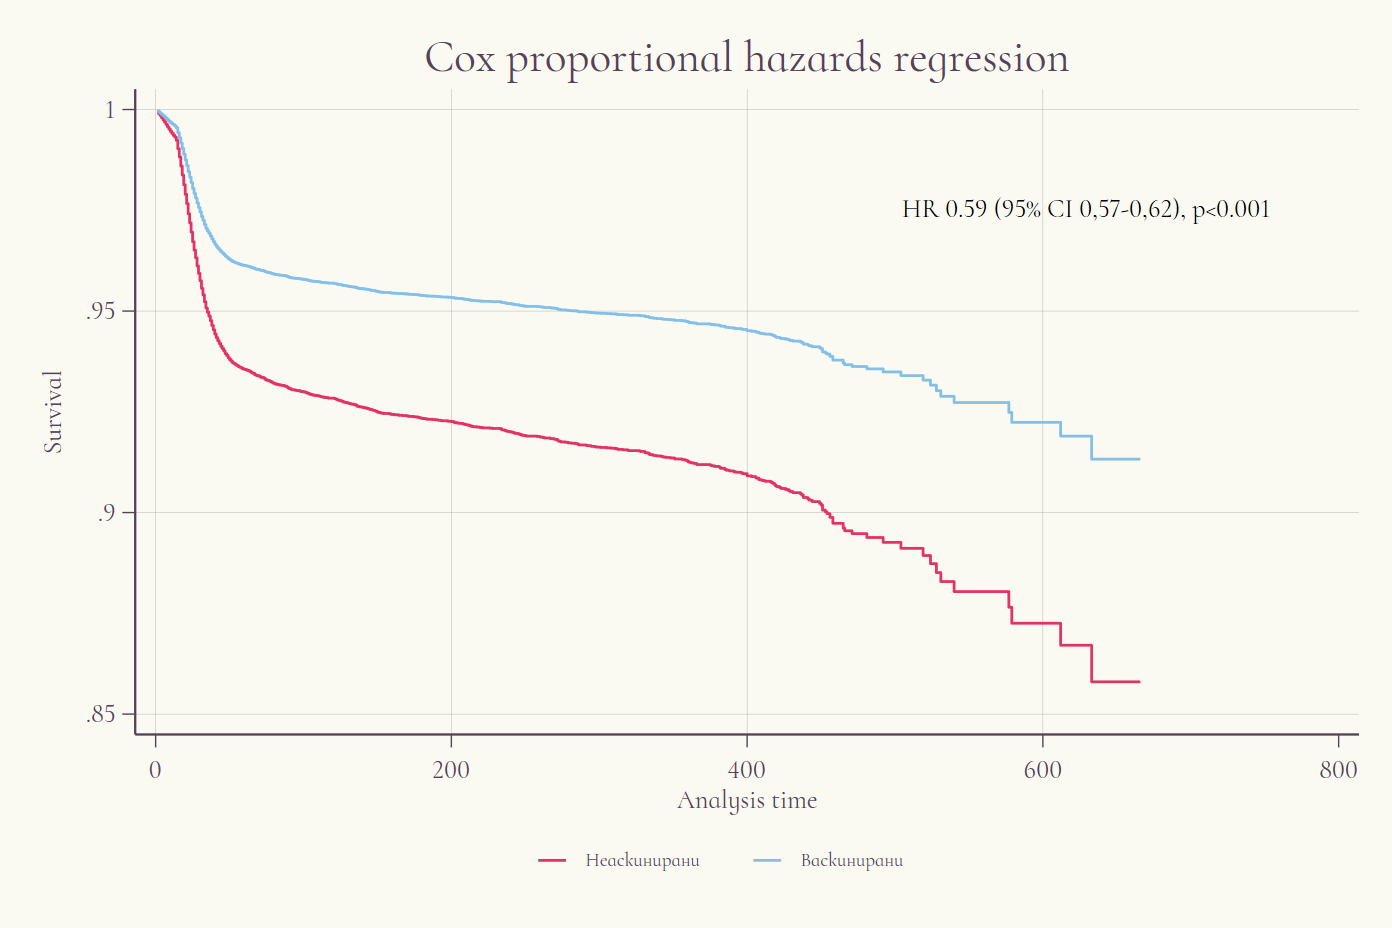 Cox proportional hazards regression
1
.95
.9
.85
Survival
HR 0.59 (95% CI 0,57-0,62), p<0.001
0 200 400 600 800
Analysis time
Неаскинирани Васкинирани